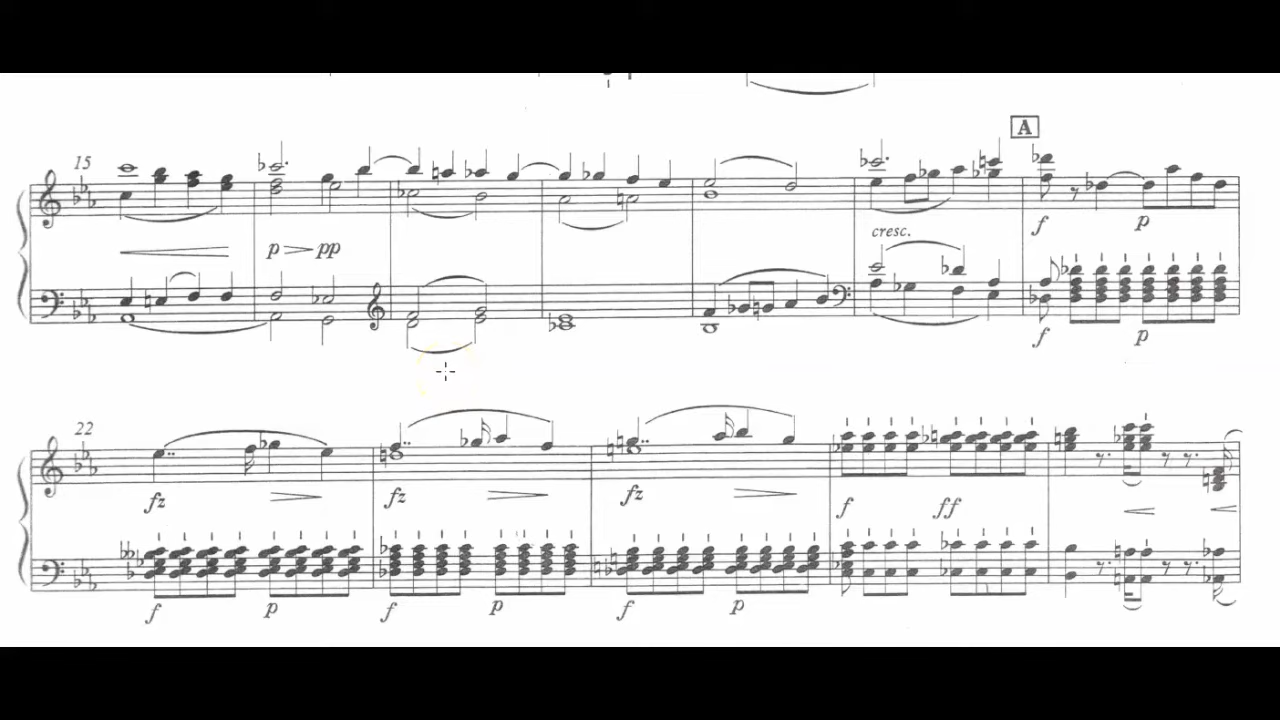 A
15
p pp
cresc.
f p
f p
22
fz fz fz f ff
f p f p f p